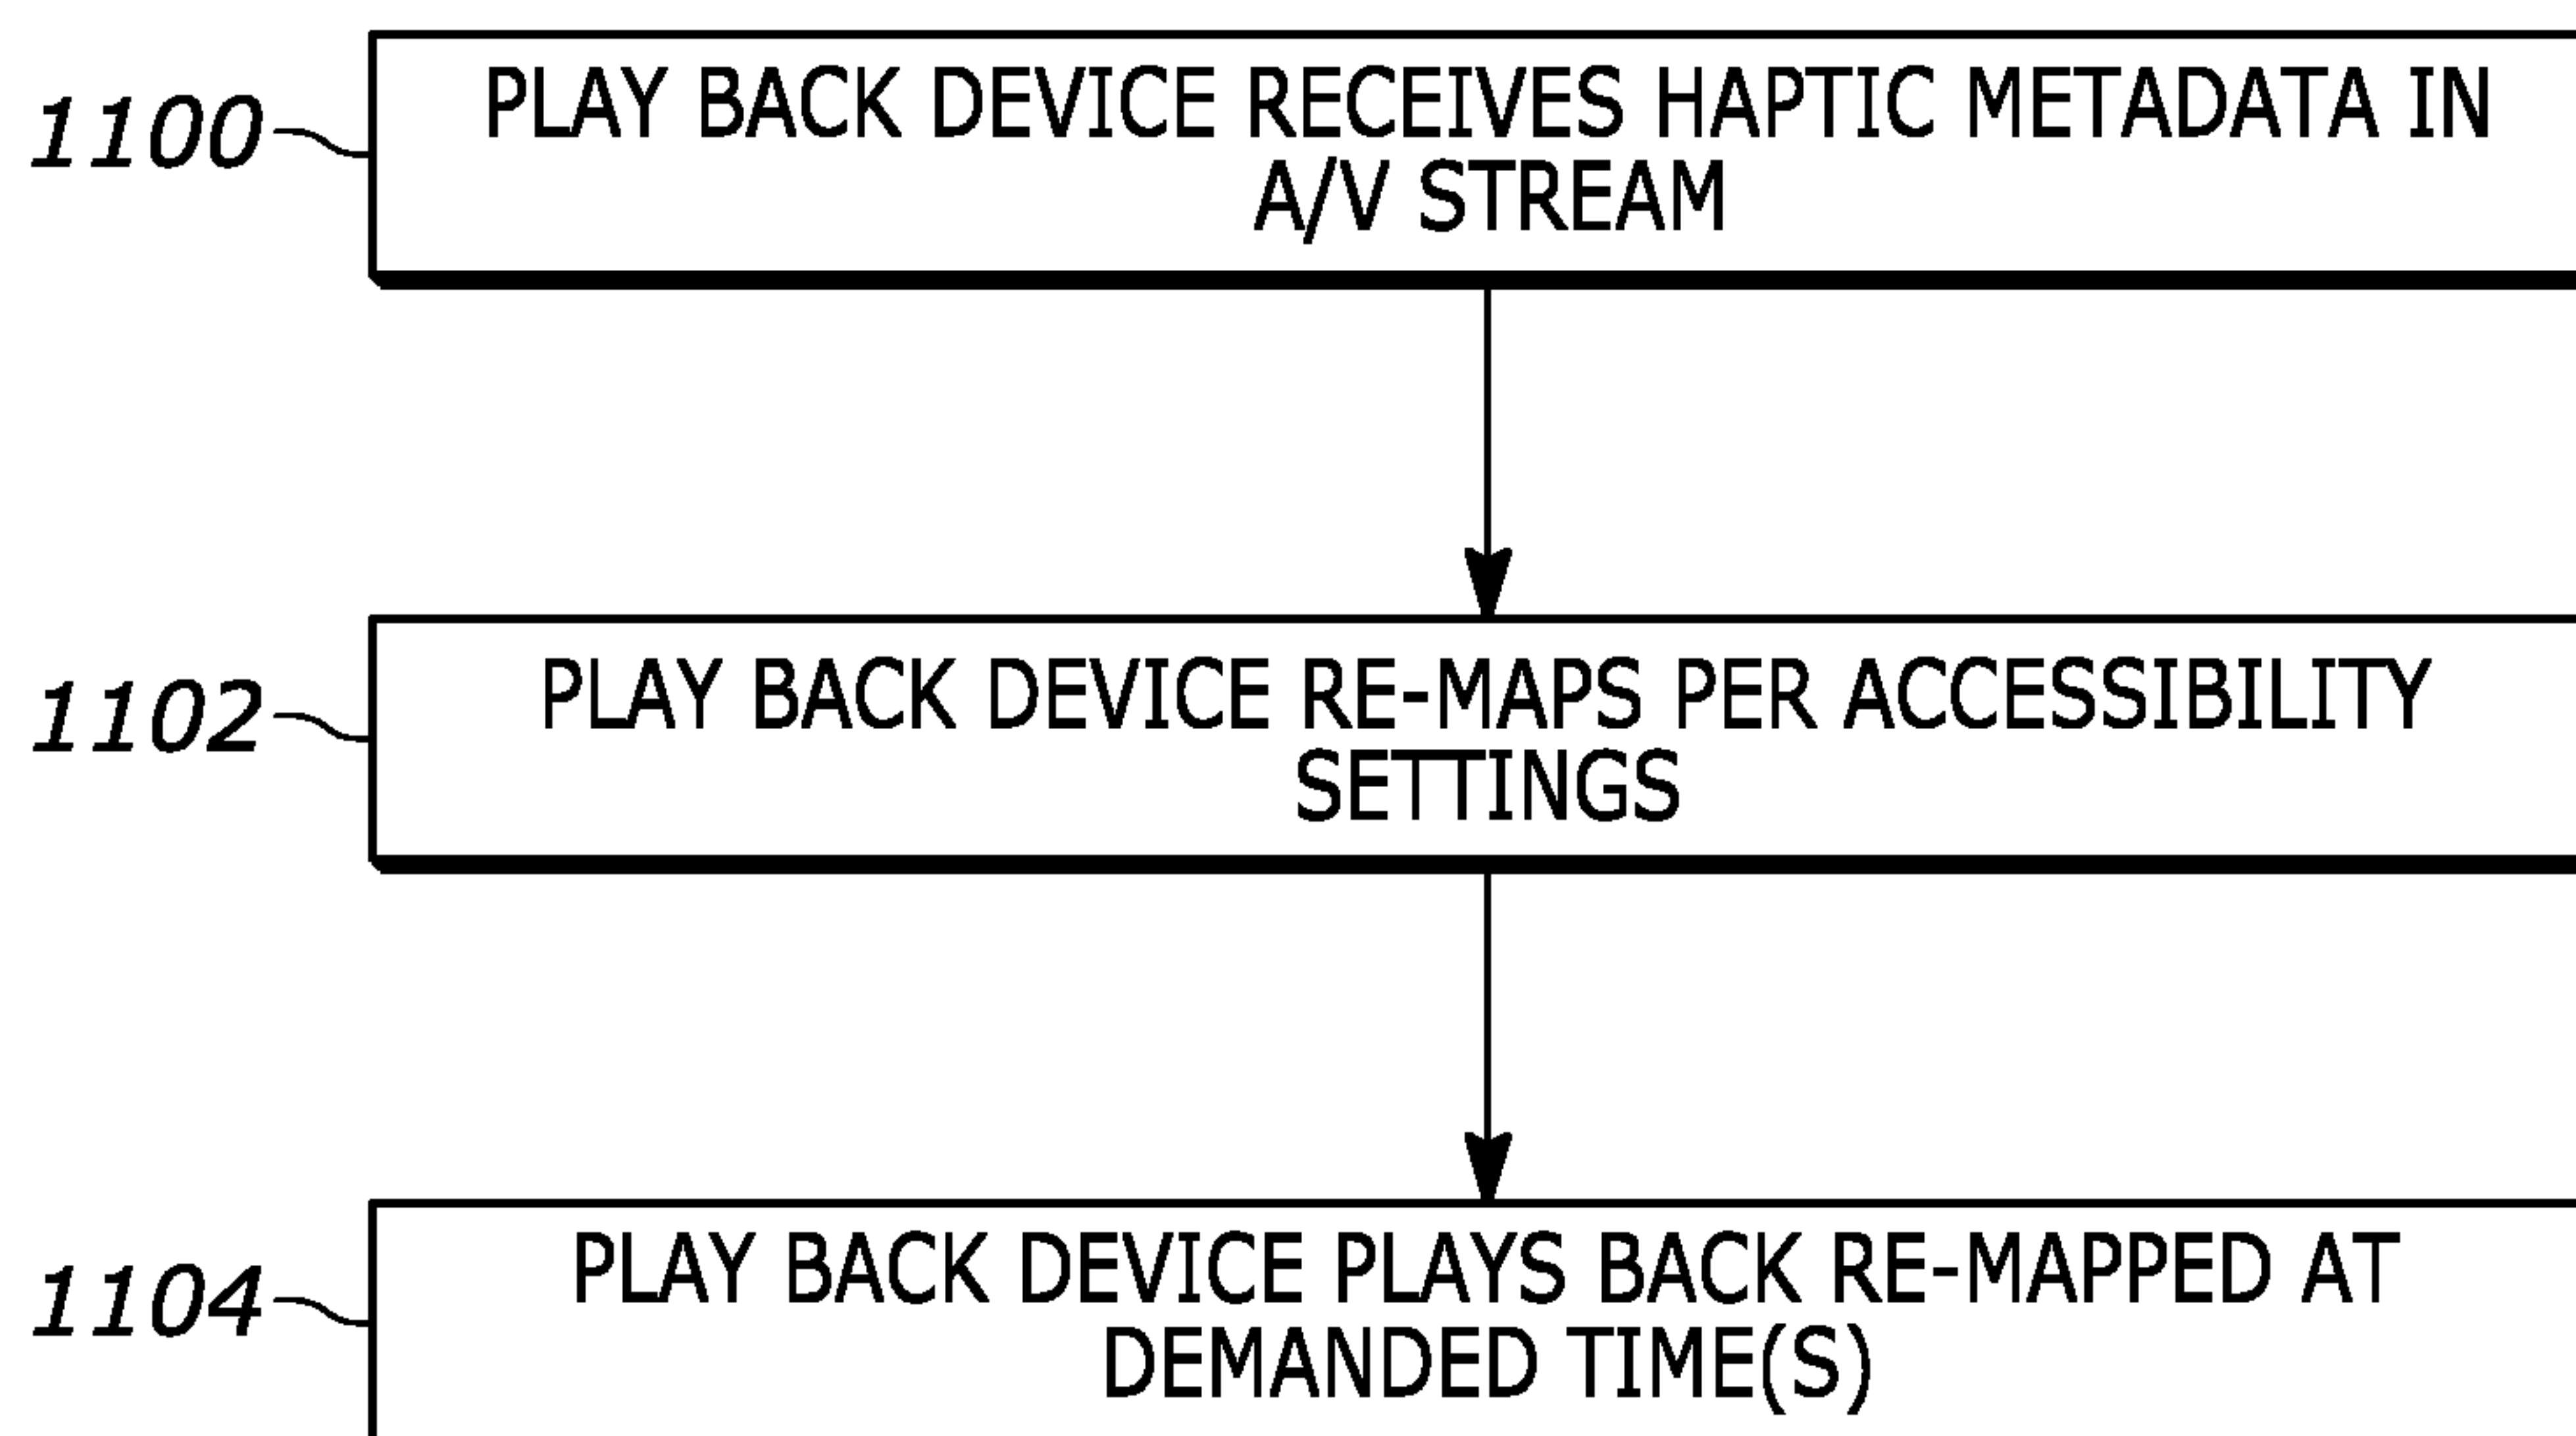 1100
PLAY BACK DEVICE RECEIVES HAPTIC METADATA IN
A/V STREAM
1102
PLAY BACK DEVICE RE-MAPS PER ACCESSIBILITY
SETTINGS
1104
PLAY BACK DEVICE PLAYS BACK RE-MAPPED AT
DEMANDED TIME(S)